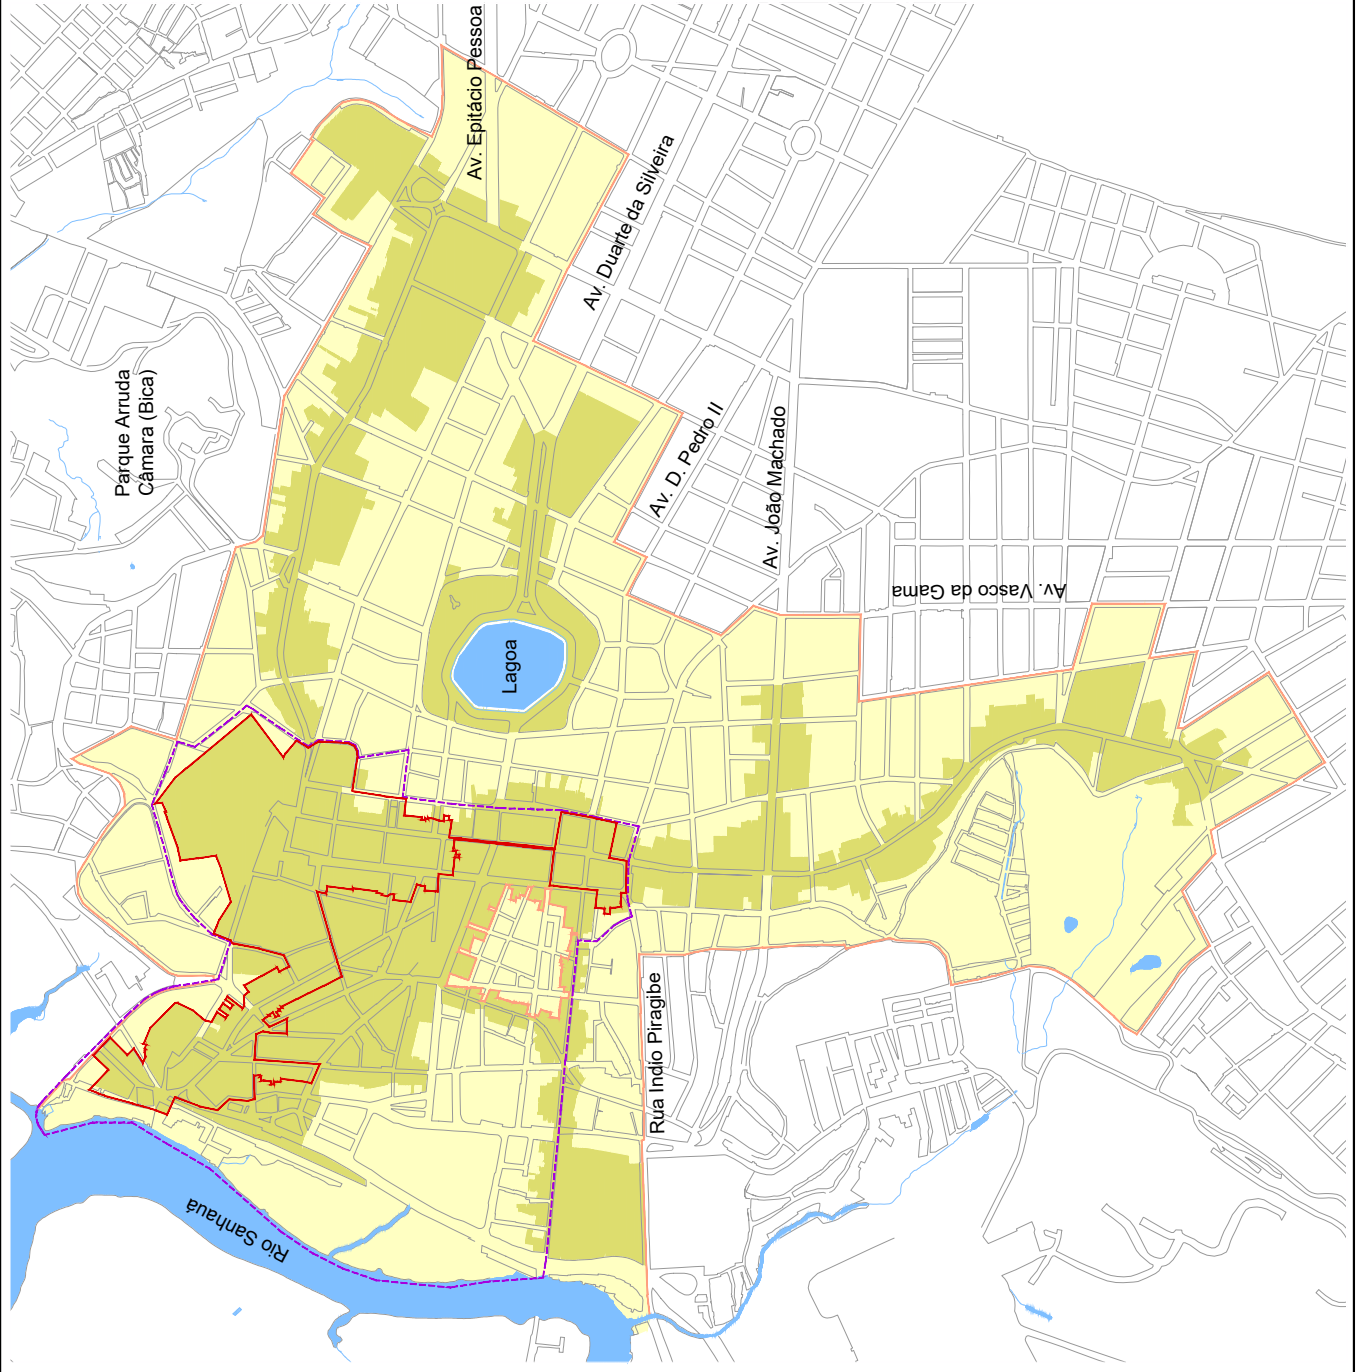 Av. Epitácio Pessoa
Av. Duarte da Silveira
Parque Arruda
Câmara (Bica)
Av. D. Pedro II
Av. João Machado
Av. Vasco da Gama
Lagoa
Rua Indio Piragibe
Rio Sanhauá